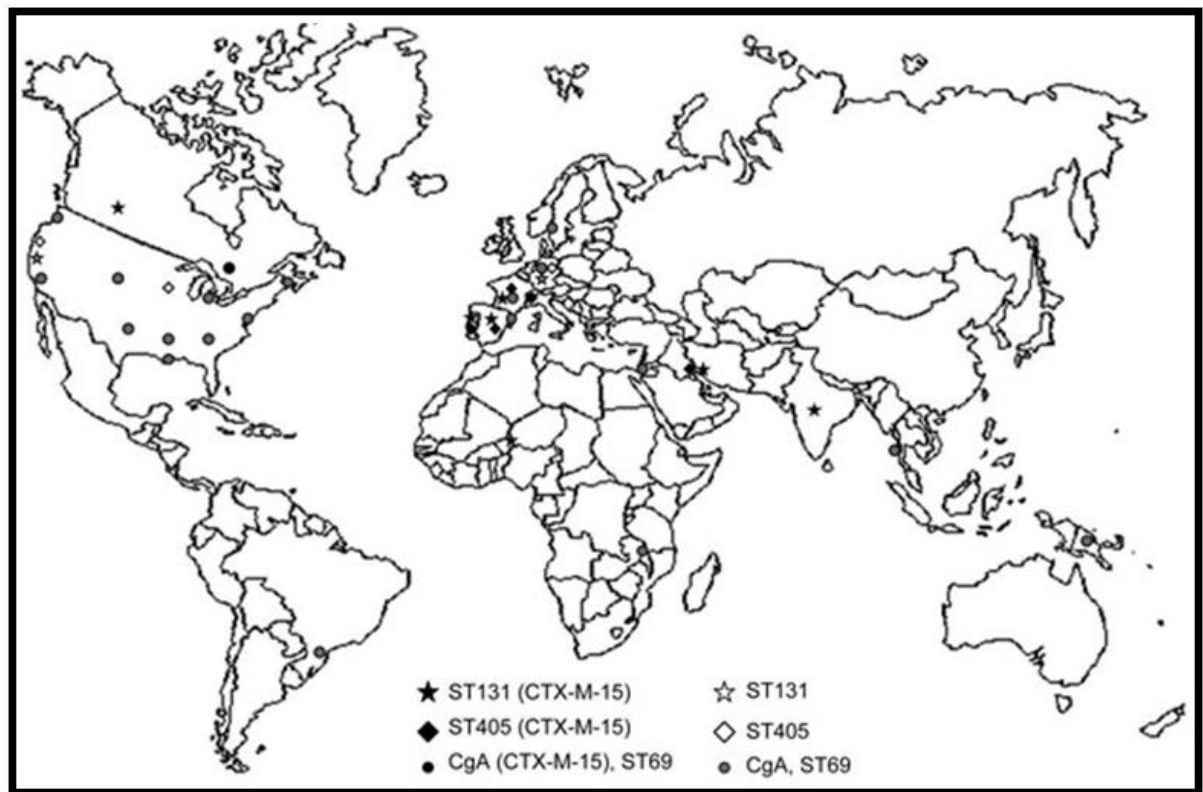 ST131 (CTX-M-15) ST131
ST405 (CTX-M-15) ST405
CgA (CTX-M-15), ST69 CgA, ST69